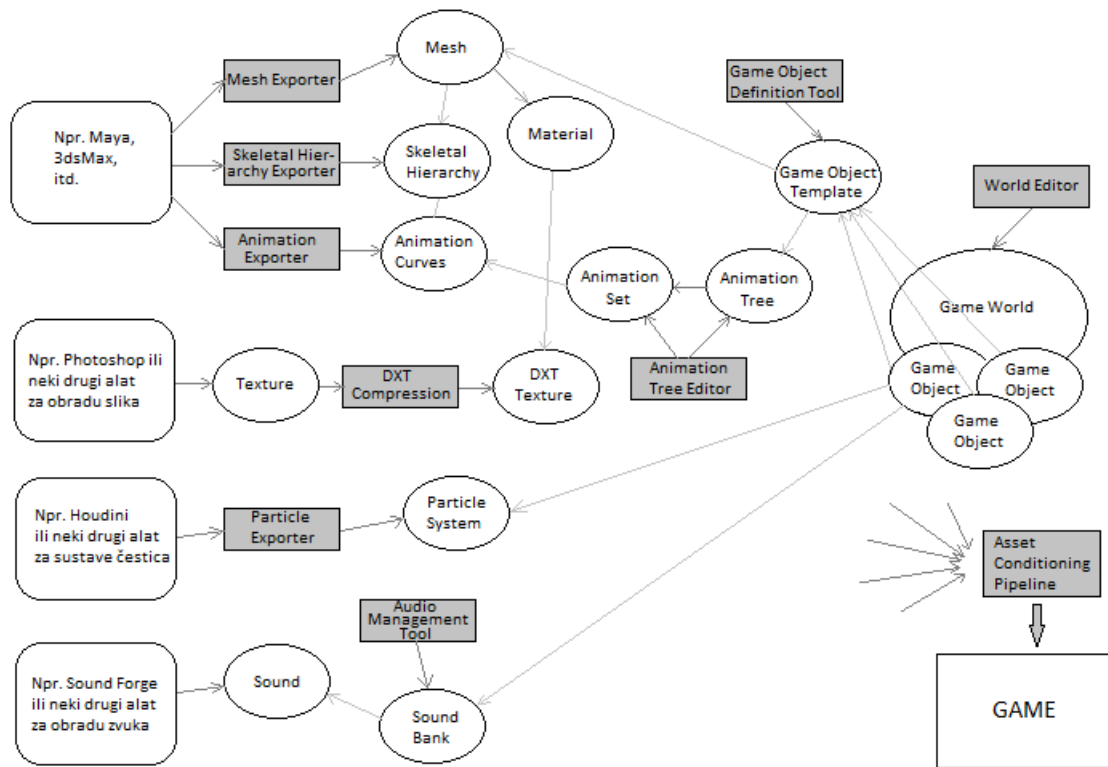 Mesh
Mesh Exporter
Game Object
Definition Tool
Npr. Maya,
3dsMax,
itd.
Material
Skeletal Hier-
archy Exporter
Skeletal
Hierarchy
Game Object
Template
World Editor
Animation
Exporter
Animation
Curves
Animation
Set
Animation
Tree
Game World
Npr. Photoshop ili
neki drugi alat
za obradu slika
Texture
DXT
Compression
DXT
Texture
Animation
Tree Editor
Game
Object
Game
Object
Game
Object
Npr. Houdini
ili neki drugi alat
za sustave čestica
Particle
Exporter
Particle
System
Asset
Conditioning
Pipeline
Audio
Management
Tool
Npr. Sound Forge
ili neki drugi alat
za obradu zvuka
Sound
Sound
Bank
GAME